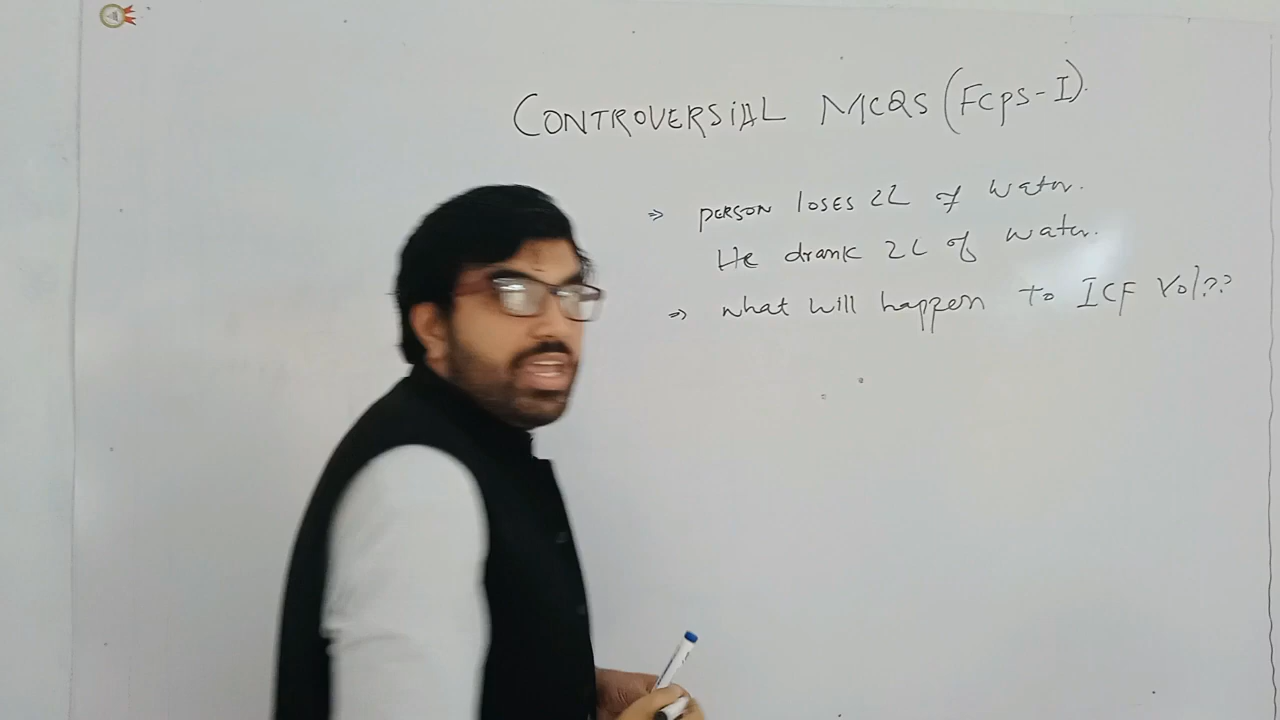 CONTROVERSIAL MCQS (FCPS-I).
⇒ PERSON LOSES 2L of water.
He drank 2L of water.
⇒ what will happen to ICF Vol??